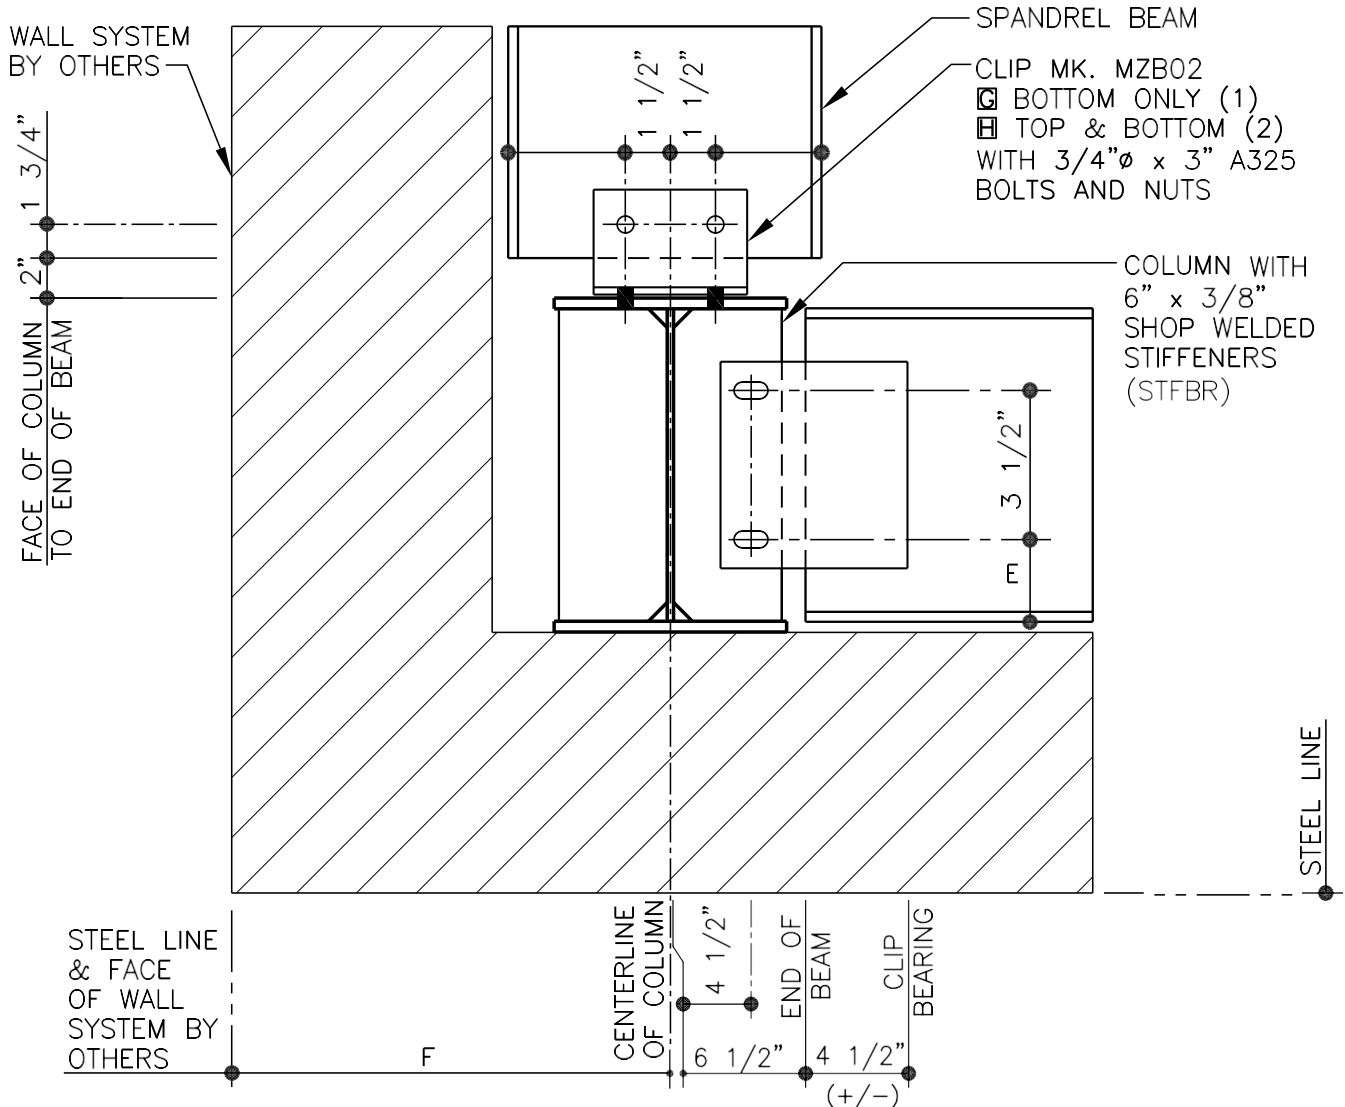 WALL SYSTEM
BY OTHERS
SPANDREL BEAM
1 1/2"
1 1/2"
CLIP MK. MZB02
G BOTTOM ONLY (1)
H TOP & BOTTOM (2)
WITH 3/4"ø x 3" A325
BOLTS AND NUTS
1 3/4"
2"
FACE OF COLUMN
TO END OF BEAM
COLUMN WITH
6" x 3/8"
SHOP WELDED
STIFFENERS
(STFBR)
3 1/2"
E
STEEL LINE
STEEL LINE
& FACE
OF WALL
SYSTEM BY
OTHERS
F
CENTERLINE
OF COLUMN
4 1/2"
END OF
BEAM
CLIP
BEARING
6 1/2"
4 1/2"
(+/-)